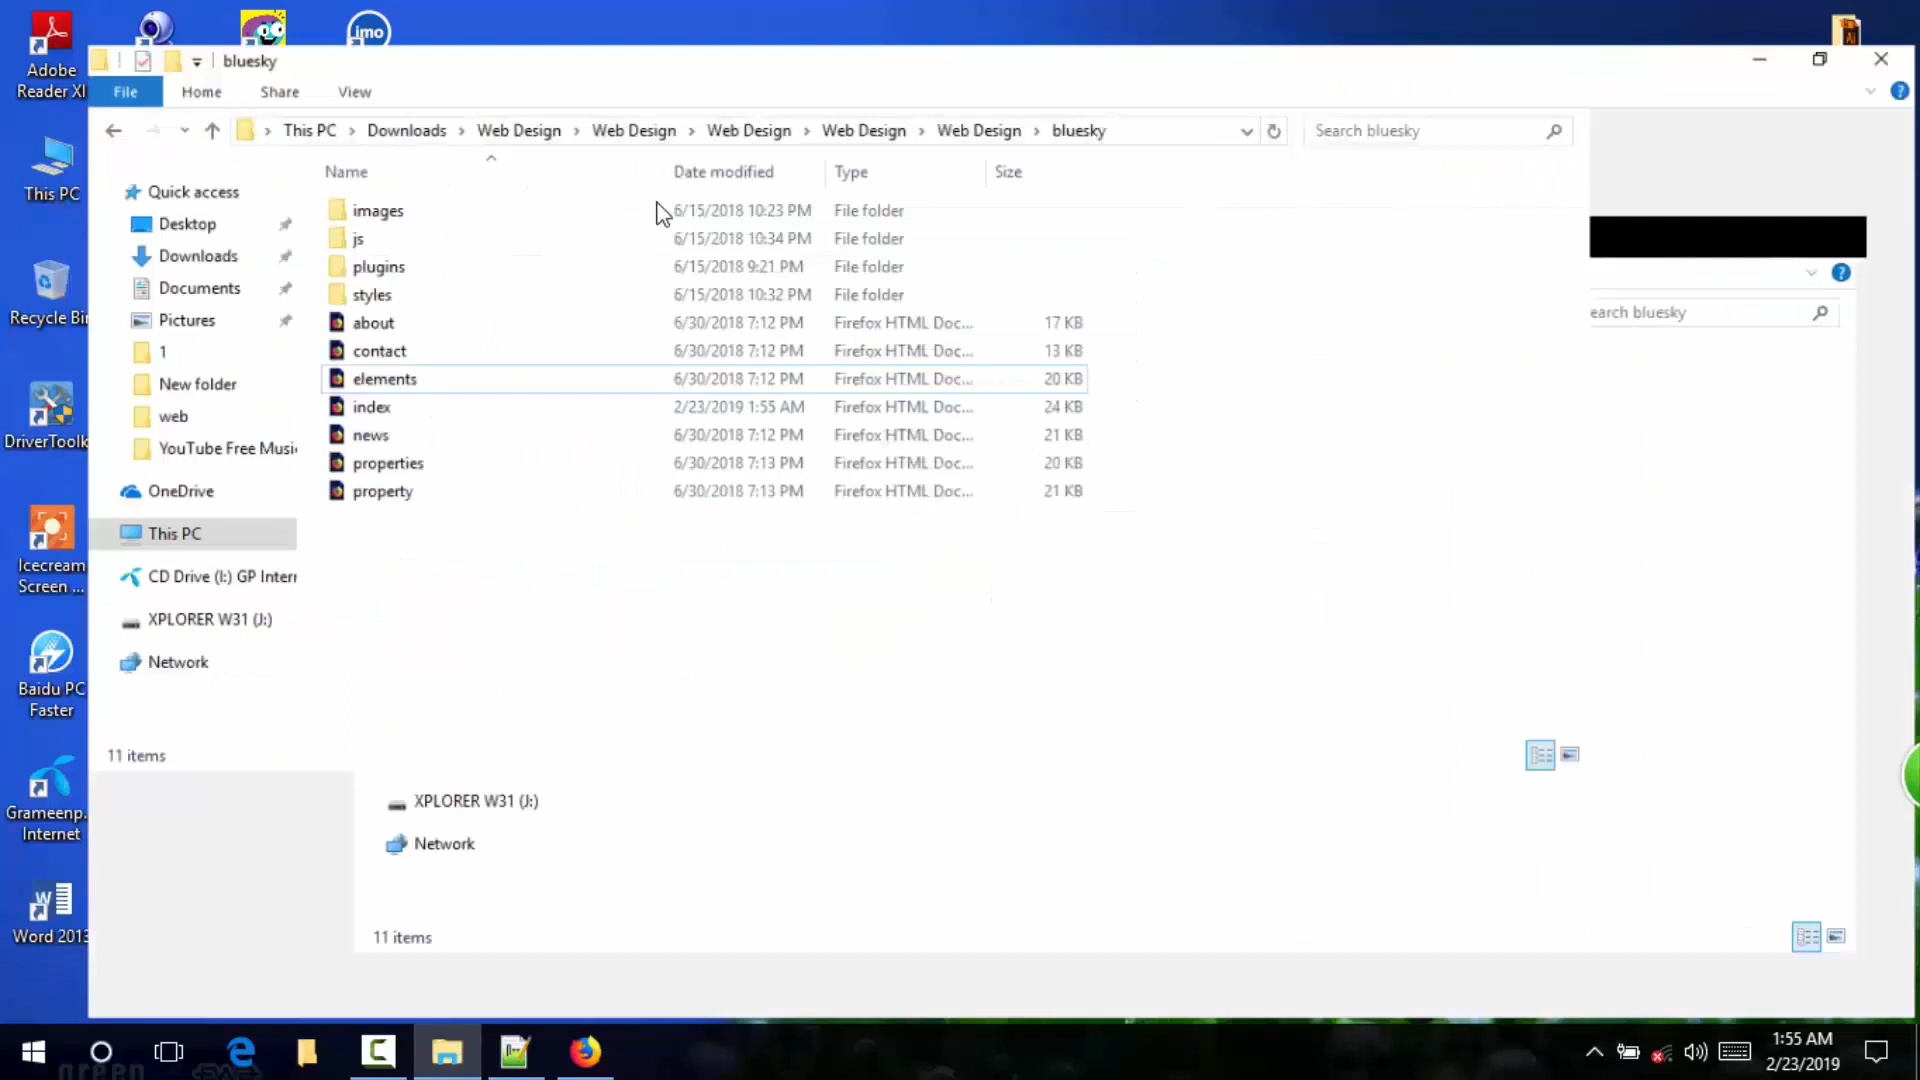 imo
Adobe
Reader XI
This PC
Recycle Bi
DriverToolk
Icecream
Screen ...
Baidu PC
Faster
Grameenp...
Internet
Word 2013
bluesky
File Home Share View
This PC Downloads Web Design Web Design Web Design Web Design Web Design bluesky
Search bluesky
Name Date modified Type Size
Quick access
Desktop
Downloads
Documents
Pictures
1
New folder
web
YouTube Free Musi
OneDrive
This PC
CD Drive (I:) GP Inter
XPLORER W31 (J:)
Network
images 6/15/2018 10:23 PM File folder
js 6/15/2018 10:34 PM File folder
plugins 6/15/2018 9:21 PM File folder
styles 6/15/2018 10:32 PM File folder
about 6/30/2018 7:12 PM Firefox HTML Doc... 17 KB
contact 6/30/2018 7:12 PM Firefox HTML Doc... 13 KB
elements 6/30/2018 7:12 PM Firefox HTML Doc... 20 KB
index 2/23/2019 1:55 AM Firefox HTML Doc... 24 KB
news 6/30/2018 7:12 PM Firefox HTML Doc... 21 KB
properties 6/30/2018 7:13 PM Firefox HTML Doc... 20 KB
property 6/30/2018 7:13 PM Firefox HTML Doc... 21 KB
11 items
earch bluesky
XPLORER W31 (J:)
Network
11 items
green
1:55 AM
2/23/2019